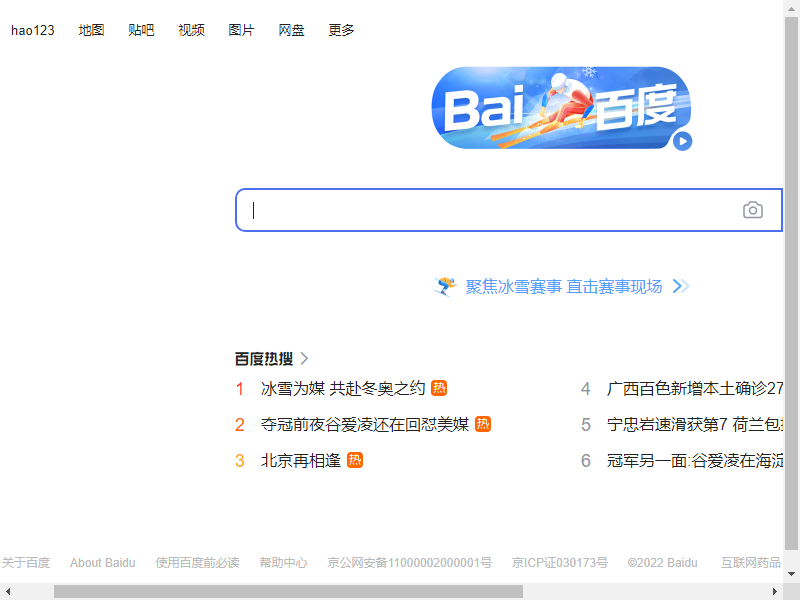 hao123 地图 贴吧 视频 图片 网盘 更多
Bai 百度
聚焦冰雪赛事 直击赛事现场
百度热搜
1 冰雪为媒 共赴冬奥之约 热
4 广西百色新增本土确诊27
2 夺冠前夜谷爱凌还在回怼美媒 热
5 宁忠岩速滑获第7 荷兰包
3 北京再相逢 热
6 冠军另一面:谷爱凌在海淀
关于百度 About Baidu 使用百度前必读 帮助中心 京公网安备11000002000001号 京ICP证030173号 ©2022 Baidu 互联网药品